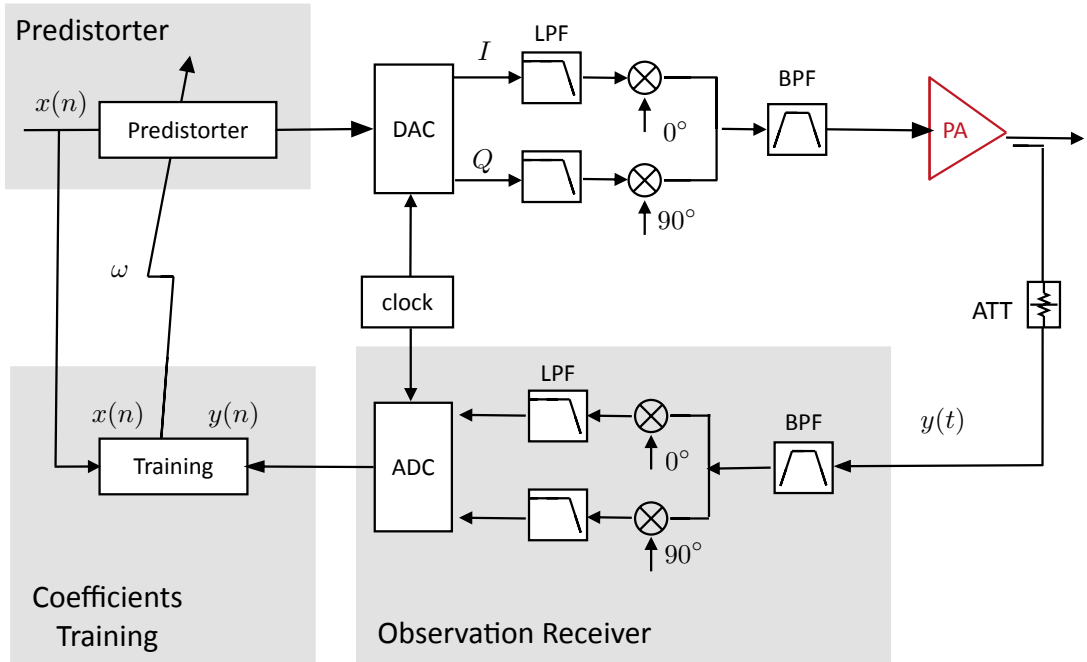 Predistorter
x(n)
Predistorter
DAC
I
Q
LPF
0°
90°
BPF
PA
ω
clock
ATT
x(n)
y(n)
Training
ADC
LPF
0°
90°
BPF
y(t)
Coefficients
Training
Observation Receiver